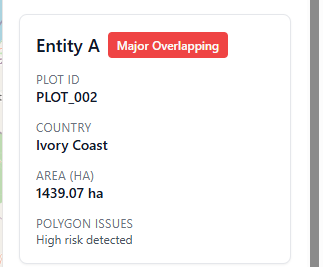 Entity A Major Overlapping
PLOT ID
PLOT_002
COUNTRY
Ivory Coast
AREA (HA)
1439.07 ha
POLYGON ISSUES
High risk detected